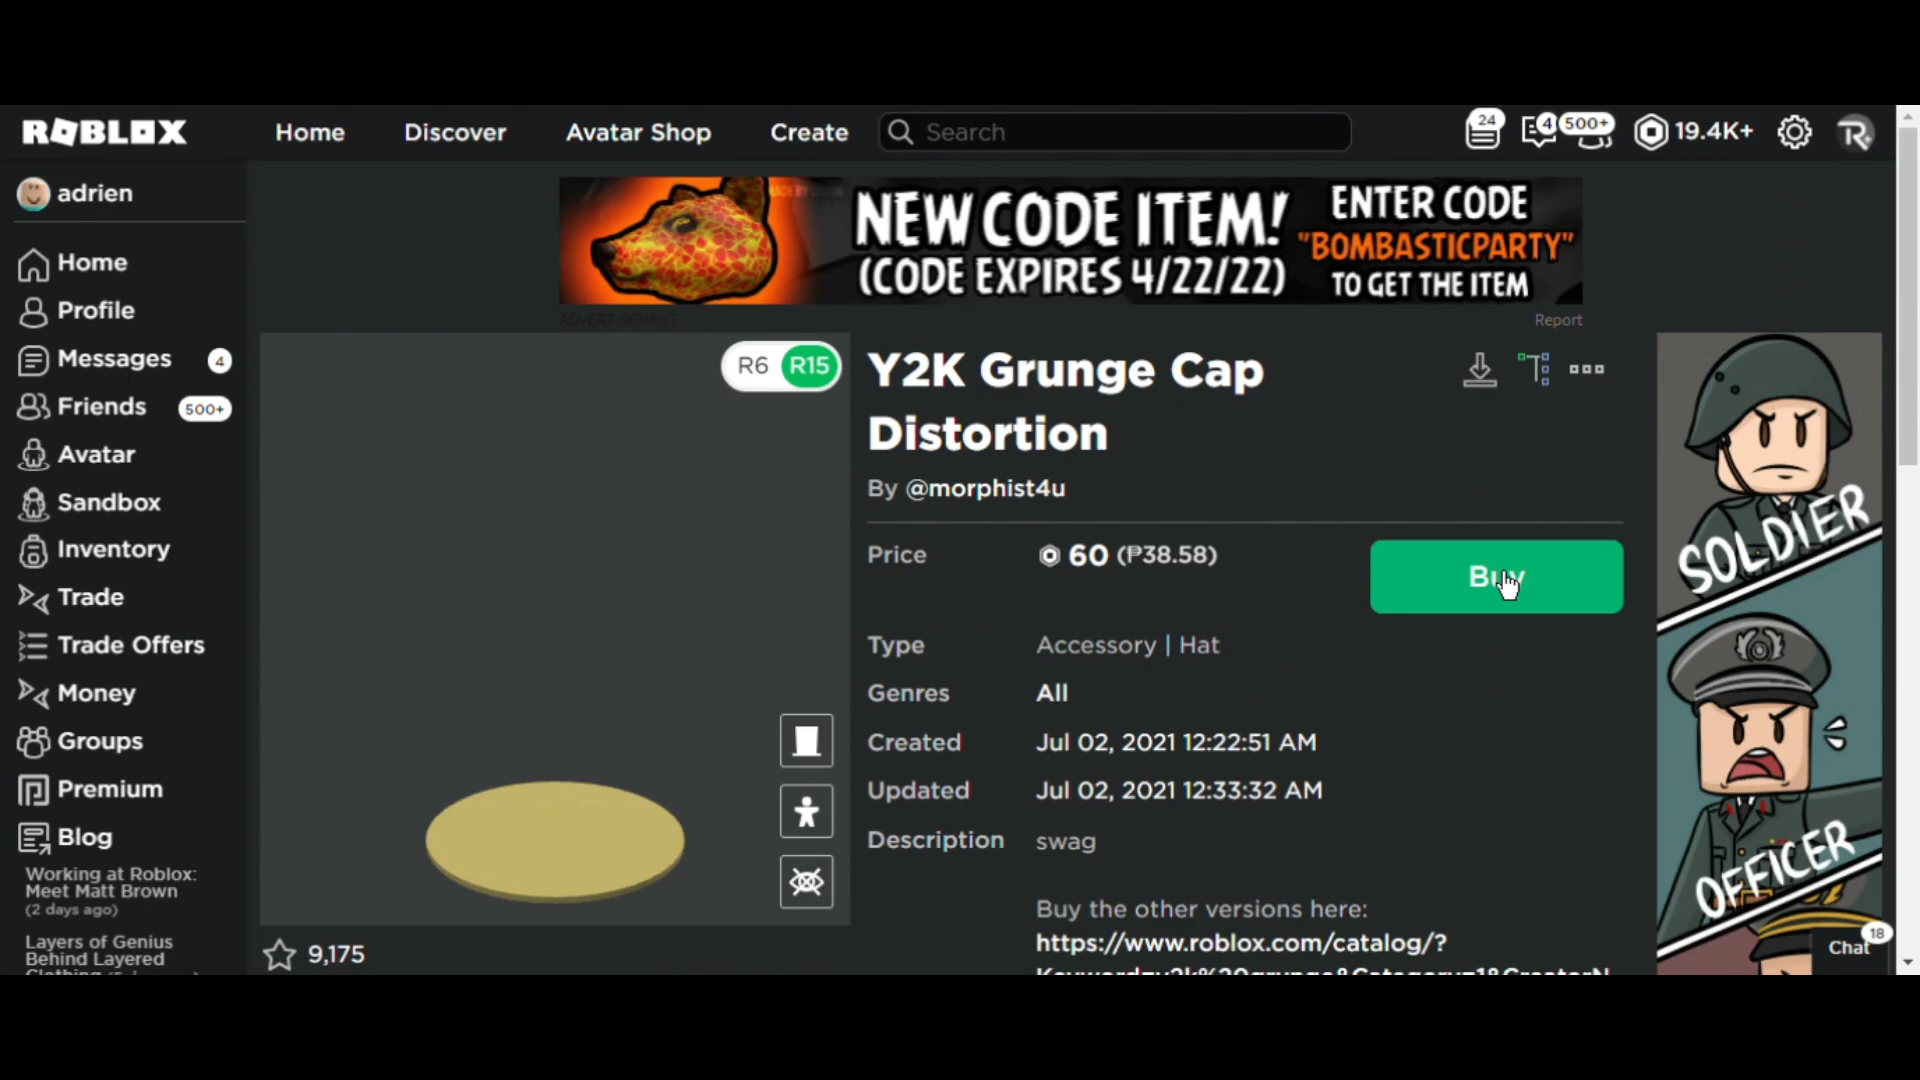 ROBLOX
Home
Discover
Avatar Shop
Create
Search
24
4
500+
19.4K+
adrien
Home
Profile
Messages
4
Friends
500+
Avatar
Sandbox
Inventory
Trade
Trade Offers
Money
Groups
Premium
Blog
Working at Roblox:
Meet Matt Brown
(2 days ago)
Layers of Genius
Behind Layered
NEW CODE ITEM!
(CODE EXPIRES 4/22/22)
ENTER CODE
"BOMBASTICPARTY"
TO GET THE ITEM
ADVERTISEMENT
Report
R6
R15
9,175
Y2K Grunge Cap
Distortion
By @morphist4u
Price
60 (₱38.58)
Buy
Type
Accessory | Hat
Genres
All
Created
Jul 02, 2021 12:22:51 AM
Updated
Jul 02, 2021 12:33:32 AM
Description
swag
Buy the other versions here:
https://www.roblox.com/catalog/?
SOLDIER
OFFICER
Chat
18